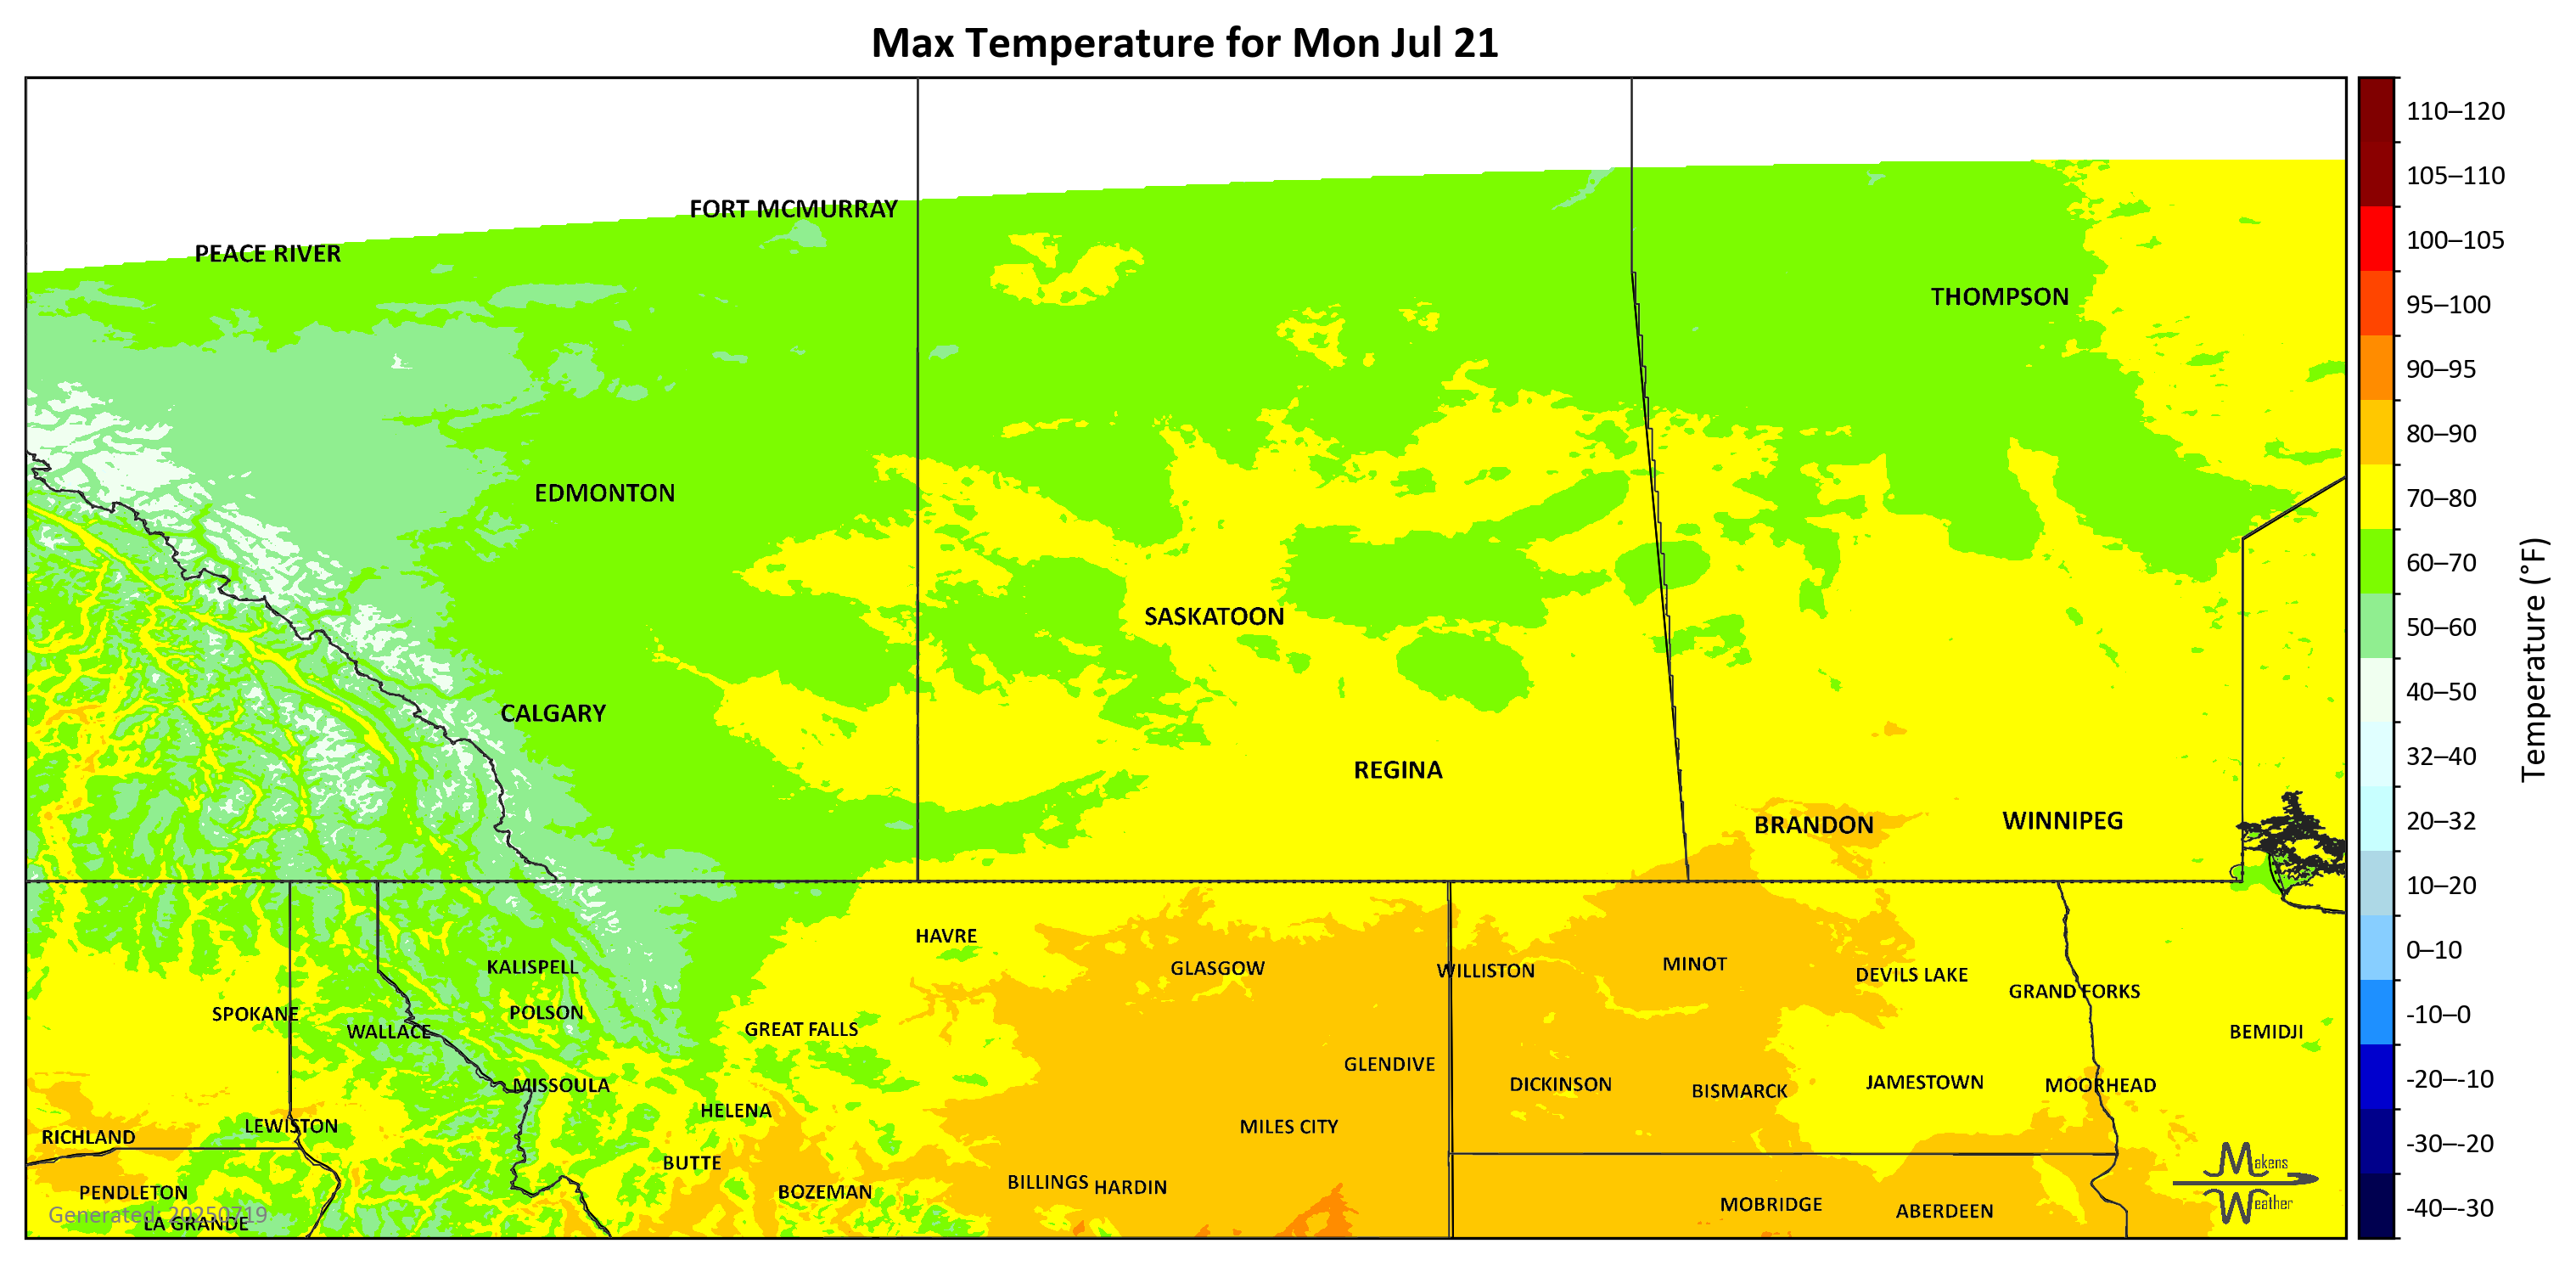 Max Temperature for Mon Jul 21
FORT MCMURRAY
PEACE RIVER
THOMPSON
EDMONTON
SASKATOON
CALGARY
REGINA
BRANDON
WINNIPEG
HAVRE
KALISPELL
GLASGOW
WILLISTON
MINOT
DEVILS LAKE
GRAND FORKS
SPOKANE
POLSON
WALLACE
GREAT FALLS
BEMIDJI
GLENDIVE
MISSOULA
DICKINSON
BISMARCK
JAMESTOWN
MOORHEAD
HELENA
LEWISTON
MILES CITY
RICHLAND
BUTTE
BILLINGS
HARDIN
PENDLETON
BOZEMAN
MOBRIDGE
ABERDEEN
Generated: 20250719
LA GRANDE
Makens
Weather
110–120
105–110
100–105
95–100
90–95
80–90
70–80
60–70
50–60
40–50
32–40
20–32
10–20
0–10
-10–0
-20–-10
-30–-20
-40–-30
Temperature (°F)